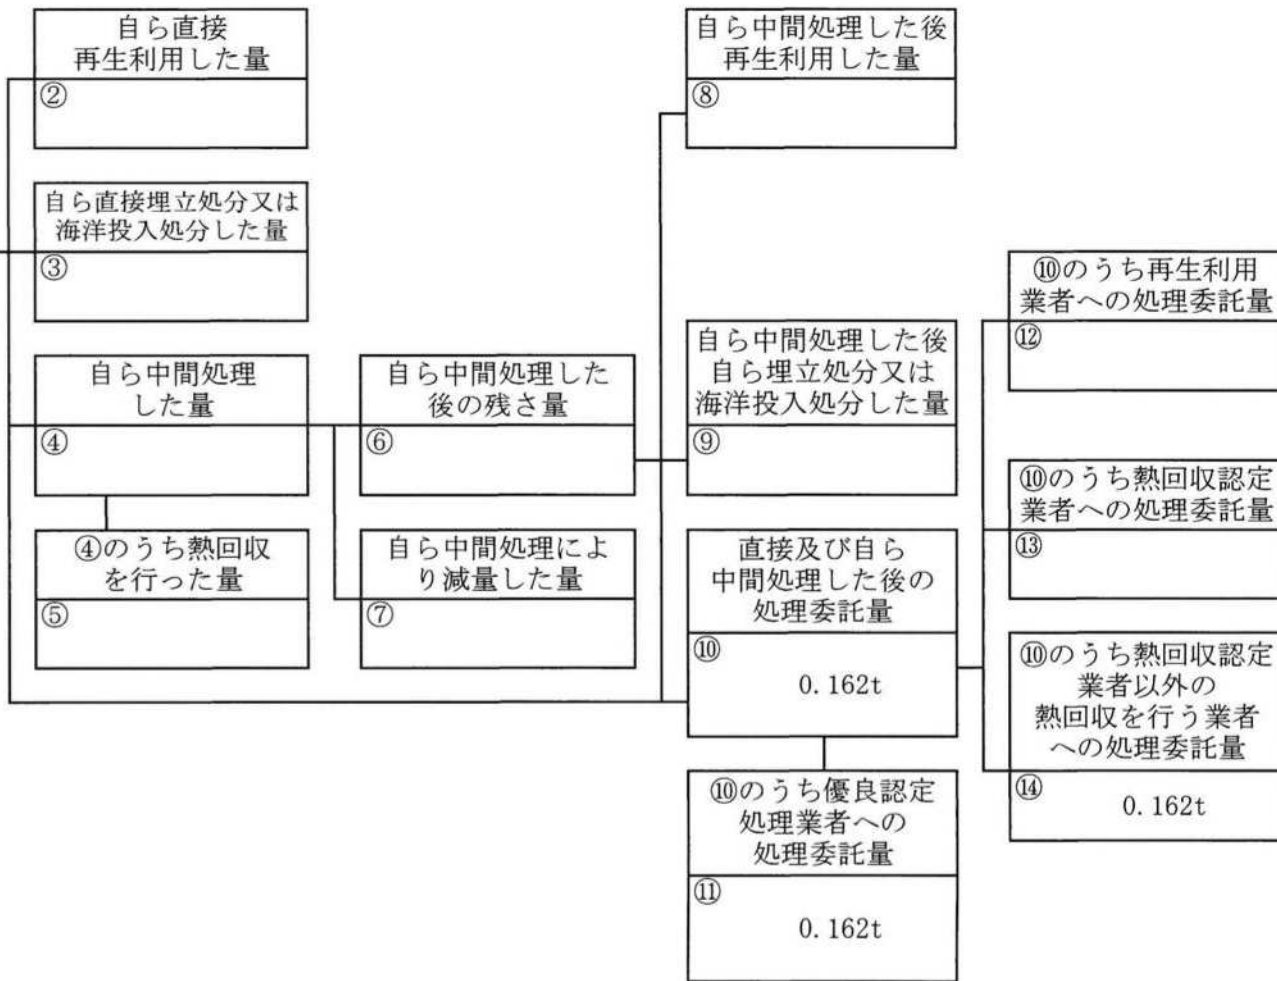 自ら直接
再生利用した量
②
自ら直接埋立処分又は
海洋投入処分した量
③
自ら中間処理
した量
④
④のうち熱回収
を行った量
⑤
自ら中間処理した
後の残さ量
⑥
自ら中間処理によ
り減量した量
⑦
自ら中間処理した後
再生利用した量
⑧
自ら中間処理した後
自ら埋立処分又は
海洋投入処分した量
⑨
直接及び自ら
中間処理した後の
処理委託量
⑩
0.162t
⑩のうち優良認定
処理業者への
処理委託量
⑪
0.162t
⑩のうち再生利用
業者への処理委託量
⑫
⑩のうち熱回収認定
業者への処理委託量
⑬
⑩のうち熱回収認定
業者以外の
熱回収を行う業者
への処理委託量
⑭
0.162t